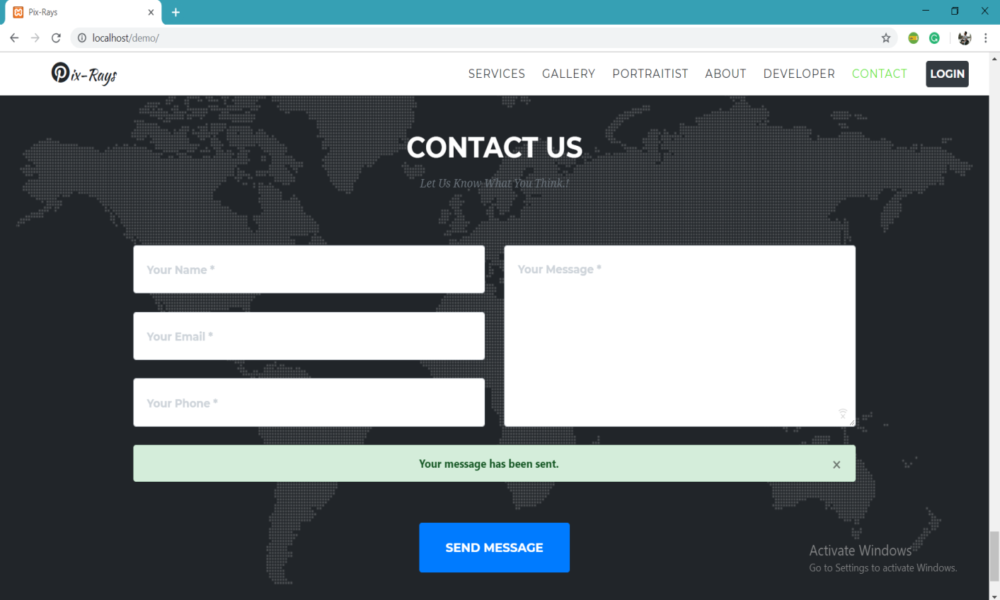 Pix-Rays
localhost/demo/
Pix-Rays
SERVICES GALLERY PORTRAITIST ABOUT DEVELOPER CONTACT LOGIN
CONTACT US
Let Us Know What You Think.!
Your Name *
Your Message *
Your Email *
Your Phone *
Your message has been sent.
SEND MESSAGE
Activate Windows
Go to Settings to activate Windows.